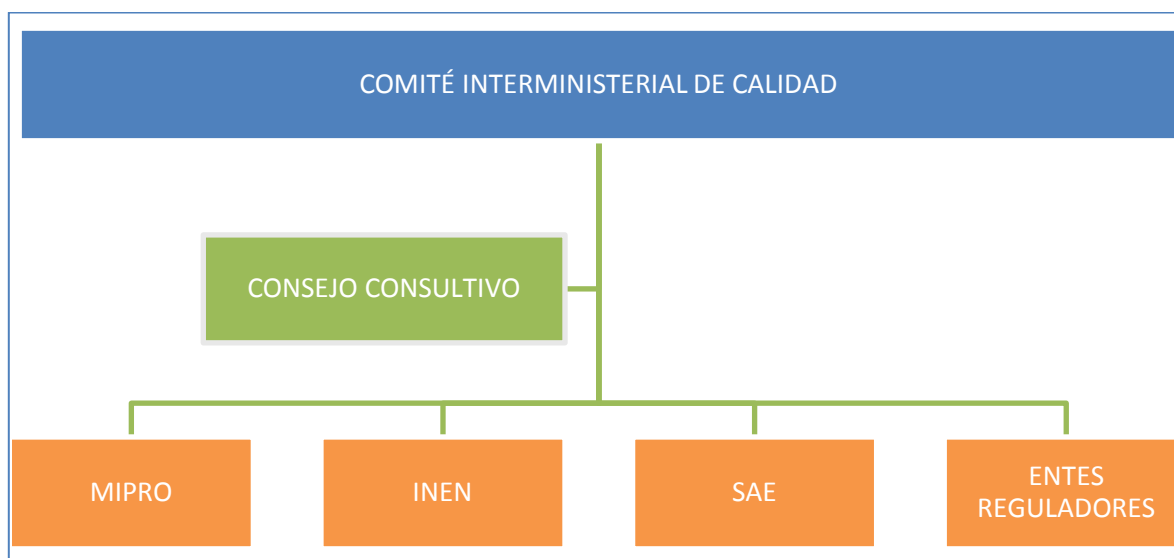 COMITÉ INTERMINISTERIAL DE CALIDAD
CONSEJO CONSULTIVO
MIPRO
INEN
SAE
ENTES
REGULADORES